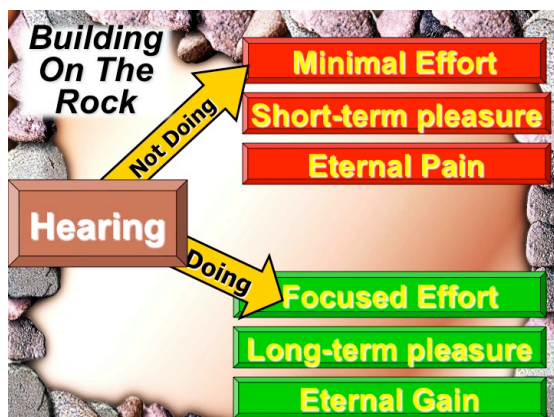 Building
On The
Rock
Hearing
Not Doing
Minimal Effort
Short-term pleasure
Eternal Pain
Doing
Focused Effort
Long-term pleasure
Eternal Gain